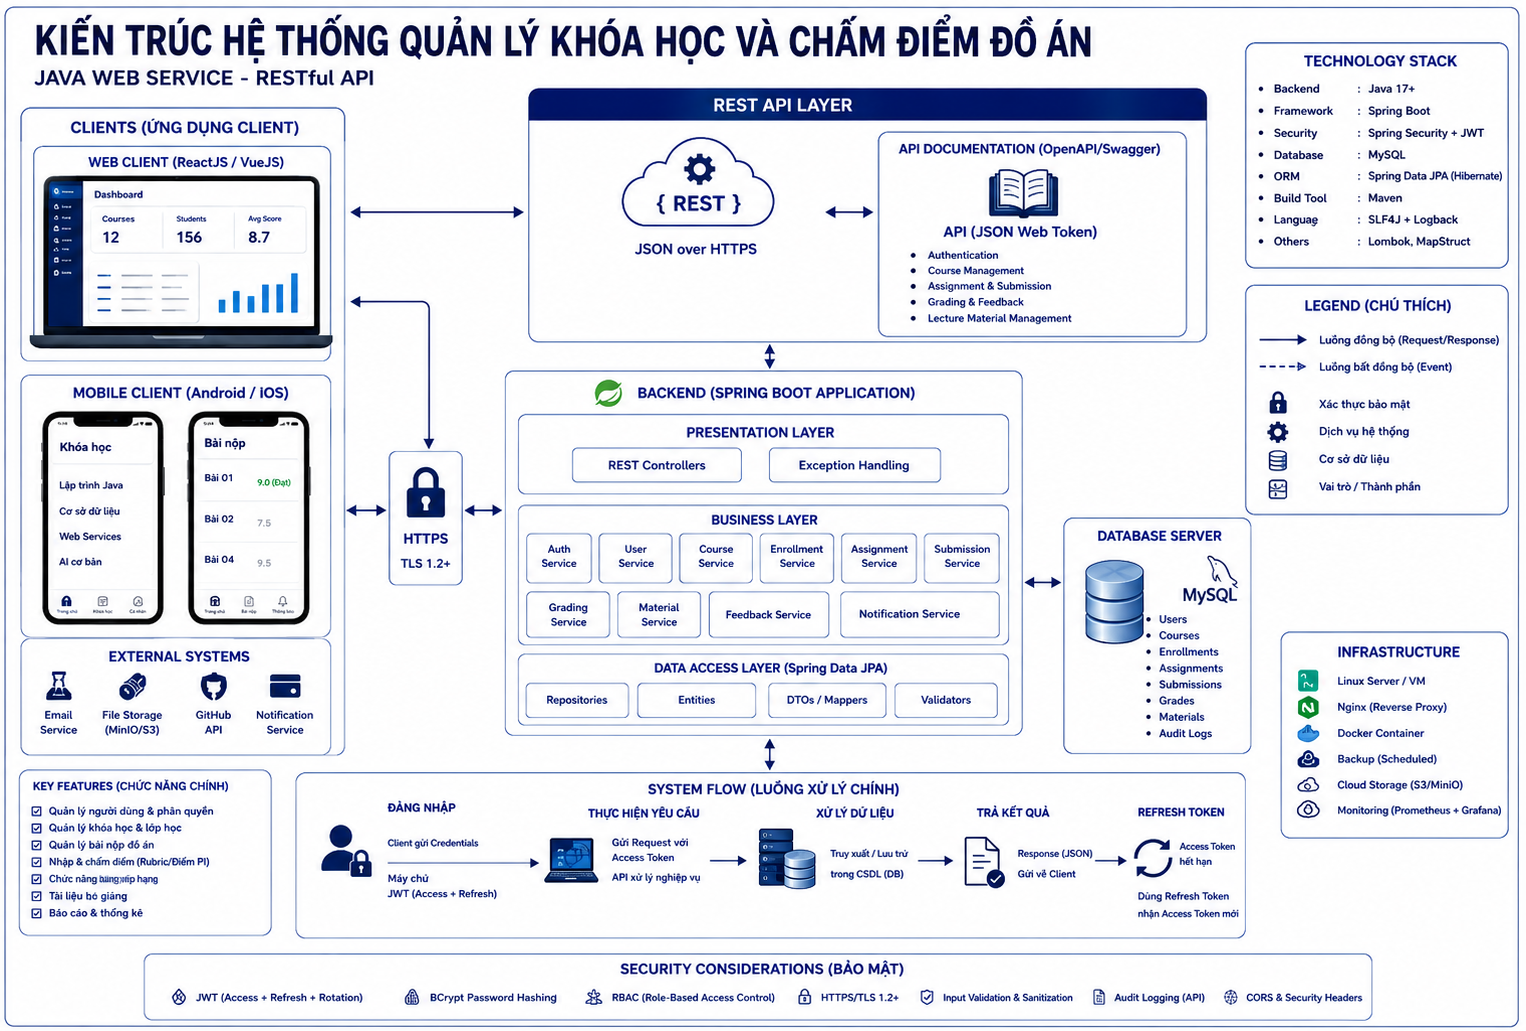 KIẾN TRÚC HỆ THỐNG QUẢN LÝ KHÓA HỌC VÀ CHẤM ĐIỂM ĐỒ ÁN
JAVA WEB SERVICE - RESTful API
CLIENTS (ỨNG DỤNG CLIENT)
WEB CLIENT (ReactJS / VueJS)
Dashboard
Courses
12
Students
156
Avg Score
8.7
MOBILE CLIENT (Android / iOS)
Khóa học
Lập trình Java
Cơ sở dữ liệu
Web Services
AI cơ bản
Trang chủ
Khóa học
Cá nhân
Bài nộp
Bài 01
9.0 (Đạt)
Bài 02
7.5
Bài 04
9.5
Trang chủ
Bài nộp
Thông báo
EXTERNAL SYSTEMS
Email
Service
File Storage
(MinIO/S3)
GitHub
API
Notification
Service
KEY FEATURES (CHỨC NĂNG CHÍNH)
Quản lý người dùng & phân quyền
Quản lý khóa học & lớp học
Quản lý bài nộp đồ án
Nhập & chấm điểm (Rubric/Điểm PI)
Chức năng hạng
Tài liệu bỏ giảng
Báo cáo & thống kê
HTTPS
TLS 1.2+
REST API LAYER
{ REST }
JSON over HTTPS
API DOCUMENTATION (OpenAPI/Swagger)
API (JSON Web Token)
Authentication
Course Management
Assignment & Submission
Grading & Feedback
Lecture Material Management
BACKEND (SPRING BOOT APPLICATION)
PRESENTATION LAYER
REST Controllers
Exception Handling
BUSINESS LAYER
Auth
Service
User
Service
Course
Service
Enrollment
Service
Assignment
Service
Submission
Service
Grading
Service
Material
Service
Feedback Service
Notification Service
DATA ACCESS LAYER (Spring Data JPA)
Repositories
Entities
DTOs / Mappers
Validators
DATABASE SERVER
MySQL
Users
Courses
Enrollments
Assignments
Submissions
Grades
Materials
Audit Logs
TECHNOLOGY STACK
Backend : Java 17+
Framework : Spring Boot
Security : Spring Security + JWT
Database : MySQL
ORM : Spring Data JPA (Hibernate)
Build Tool : Maven
Languag : SLF4J + Logback
Others : Lombok, MapStruct
LEGEND (CHÚ THÍCH)
Luồng đồng bộ (Request/Response)
Luồng bất đồng bộ (Event)
Xác thực bảo mật
Dịch vụ hệ thống
Cơ sở dữ liệu
Vai trò / Thành phần
INFRASTRUCTURE
Linux Server / VM
Nginx (Reverse Proxy)
Docker Container
Backup (Scheduled)
Cloud Storage (S3/MiniO)
Monitoring (Prometheus + Grafana)
SYSTEM FLOW (LUỒNG XỬ LÝ CHÍNH)
ĐĂNG NHẬP
Client gửi Credentials
Máy chứ
JWT (Access + Refresh)
THỰC HIỆN YÊU CẦU
Gửi Request với
Access Token
API xử lý nghiệp vụ
XỬ LÝ DỮ LIỆU
Truy xuất / Lưu trữ
trong CSDL (DB)
TRẢ KẾT QUẢ
Response (JSON)
Gửi về Client
REFRESH TOKEN
Access Token
hết hạn
Dùng Refresh Token
nhận Access Token mới
SECURITY CONSIDERATIONS (BẢO MẬT)
JWT (Access + Refresh + Rotation)
BCrypt Password Hashing
RBAC (Role-Based Access Control)
HTTPS/TLS 1.2+
Input Validation & Sanitization
Audit Logging (API)
CORS & Security Headers